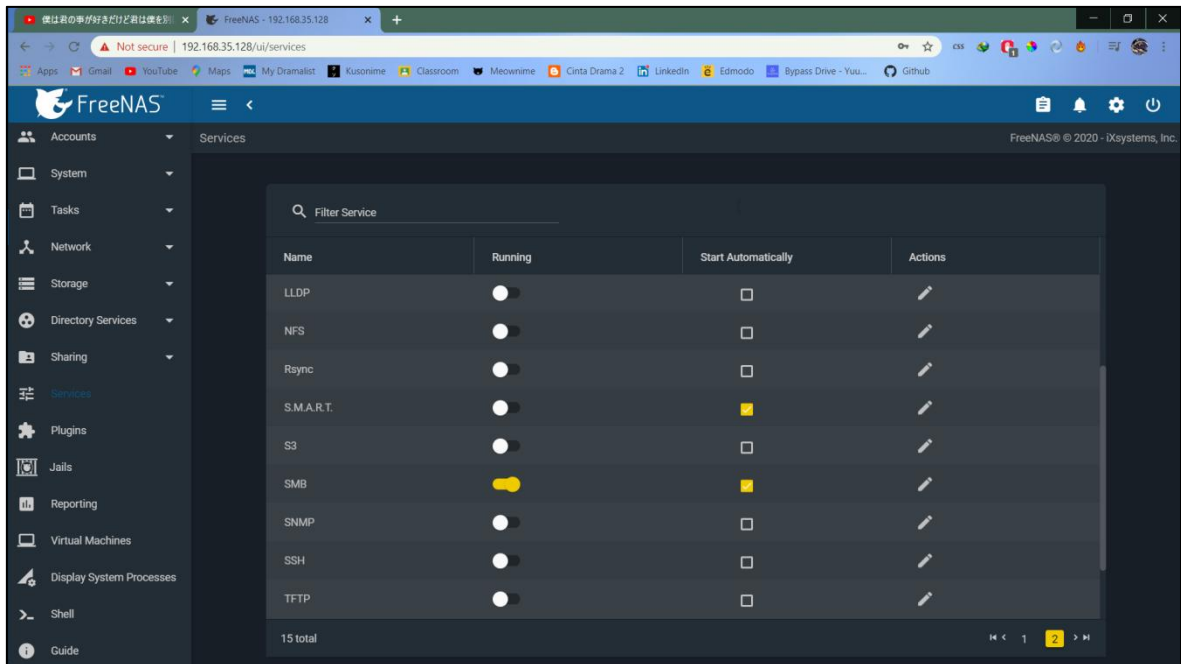 僕は君の事が好きだけど君は僕を別
FreeNAS - 192.168.35.128
Not secure | 192.168.35.128/ui/services
css
1
Apps
Gmail
YouTube
Maps
MDL My Dramalist
Kusonime
Classroom
Meownime
Cinta Drama 2
LinkedIn
Edmodo
Bypass Drive - Yuu...
Github
FreeNAS®
Services
FreeNAS® © 2020 - iXsystems, Inc.
Accounts
System
Tasks
Network
Storage
Directory Services
Sharing
Services
Plugins
Jails
Reporting
Virtual Machines
Display System Processes
Shell
Guide
Filter Service
Name Running Start Automatically Actions
LLDP
NFS
Rsync
S.M.A.R.T.
S3
SMB
SNMP
SSH
TFTP
15 total
1 2